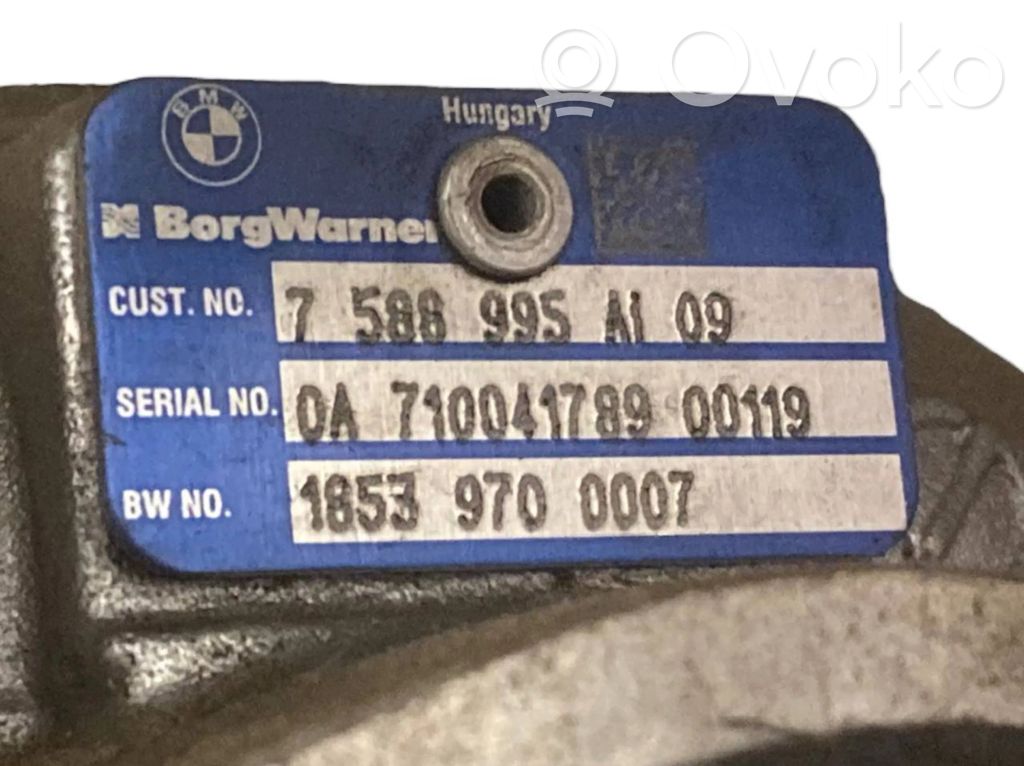 Ovoko
BMW
Hungary
BorgWarner
CUST. NO. 7 588 995 AI 09
SERIAL NO. 0A 710041789 00119
BW NO. 1853 970 0007